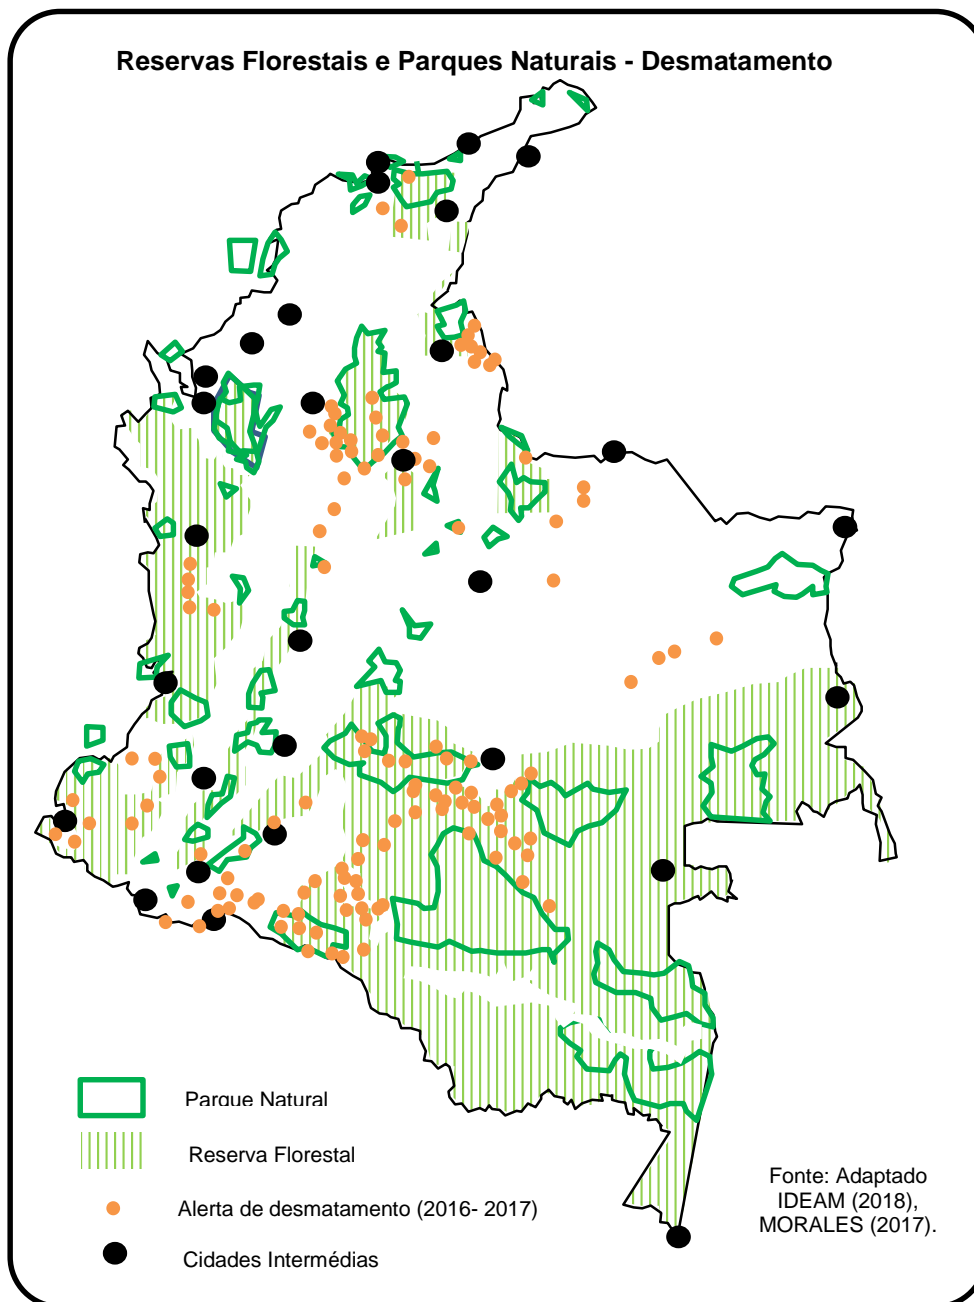 Reservas Florestais e Parques Naturais - Desmatamento
Parque Natural
Reserva Florestal
Alerta de desmatamento (2016- 2017)
Cidades Intermédias
Fonte: Adaptado
IDEAM (2018),
MORALES (2017).